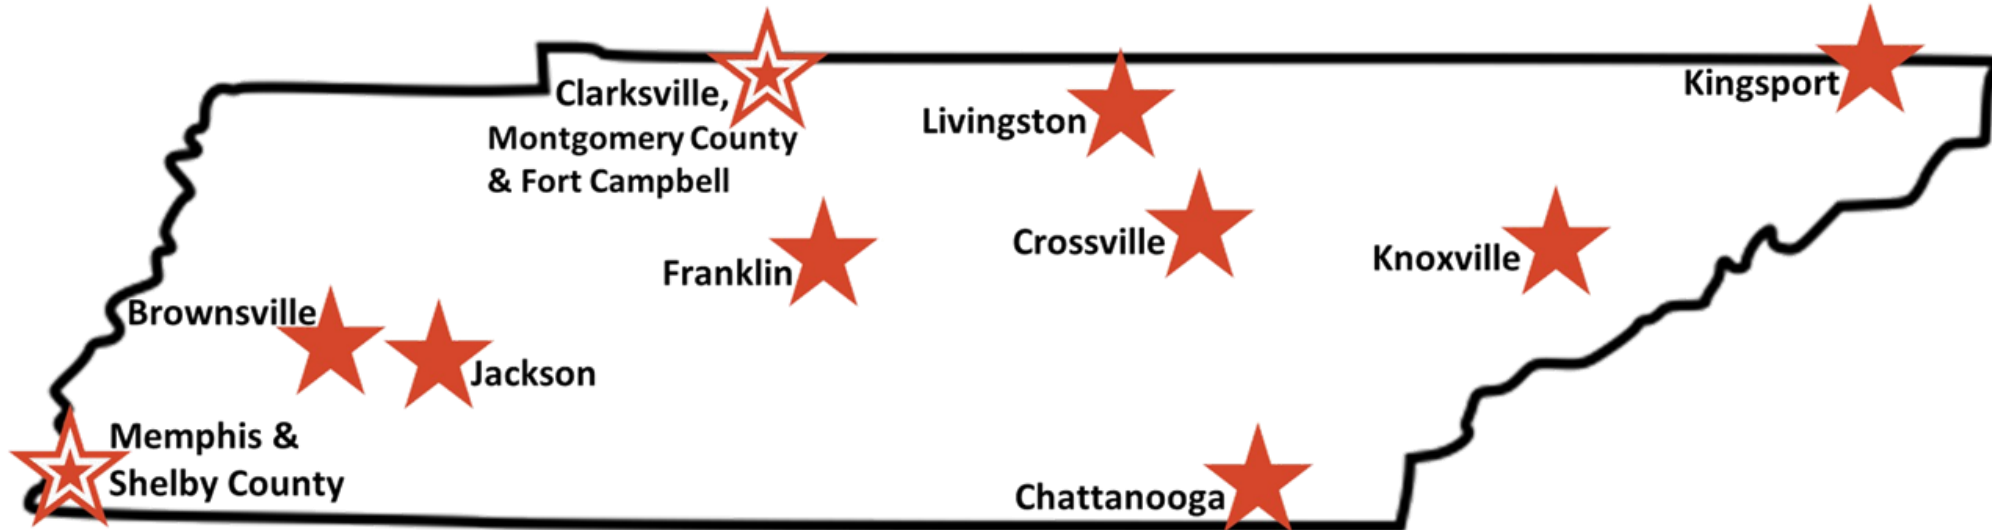 Clarksville,
Montgomery County
& Fort Campbell
Kingsport
Livingston
Crossville
Knoxville
Franklin
Brownsville
Jackson
Memphis &
Shelby County
Chattanooga